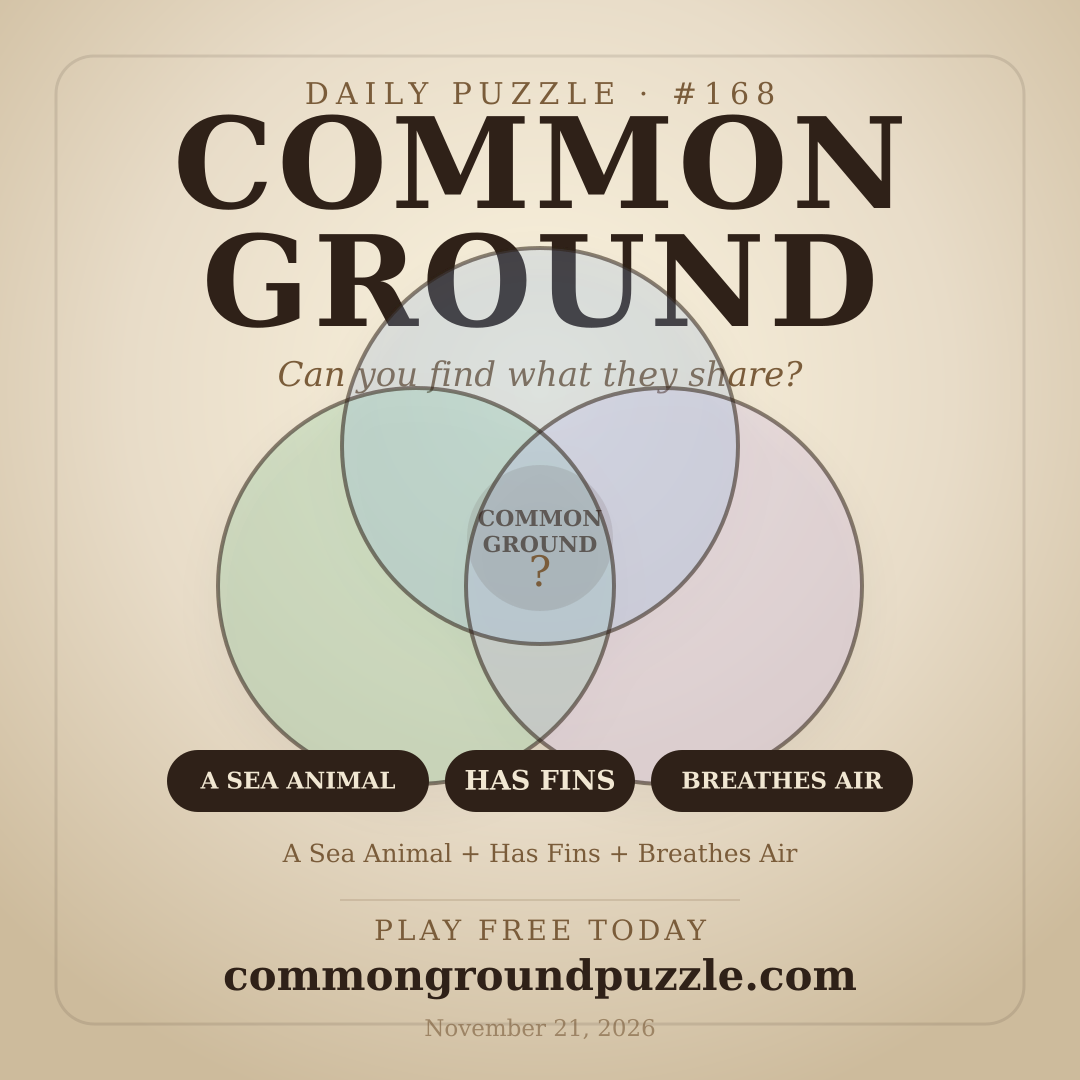 DAILY PUZZLE · #168
COMMON
GROUND
Can you find what they share?
COMMON
GROUND
?
A SEA ANIMAL
HAS FINS
BREATHES AIR
A Sea Animal + Has Fins + Breathes Air
PLAY FREE TODAY
commongroundpuzzle.com
November 21, 2026